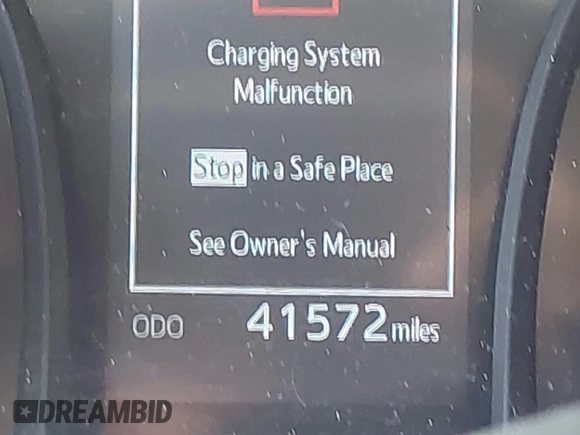 Charging System
Malfunction
Stop in a Safe Place
See Owner's Manual
ODO 41572 miles
DREAMBID